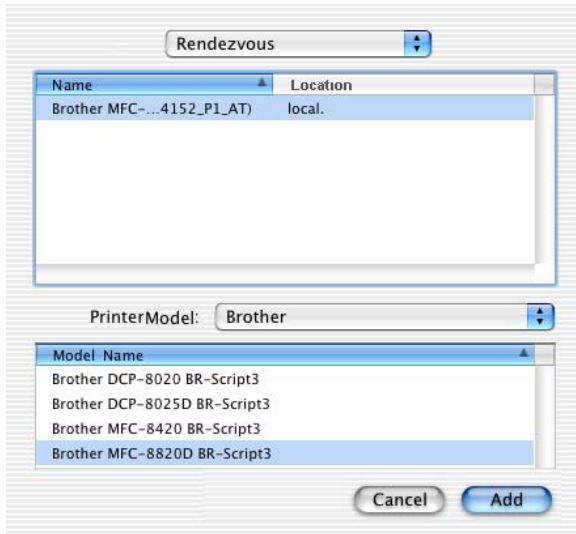 Rendezvous
Name Location
Brother MFC-...4152_P1_AT) local.
PrinterModel: Brother
Model Name
Brother DCP-8020 BR-Script3
Brother DCP-8025D BR-Script3
Brother MFC-8420 BR-Script3
Brother MFC-8820D BR-Script3
Cancel Add